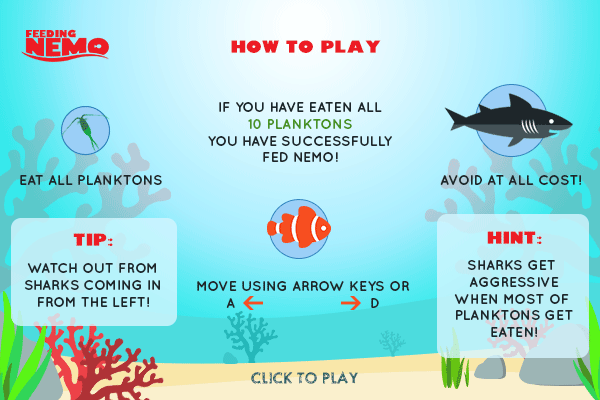 FEEDING
NEMO
HOW TO PLAY
IF YOU HAVE EATEN ALL
10 PLANKTONS
YOU HAVE SUCCESSFULLY
FED NEMO!
EAT ALL PLANKTONS
AVOID AT ALL COST!
TIP:
WATCH OUT FROM
SHARKS COMING IN
FROM THE LEFT!
MOVE USING ARROW KEYS OR
A ← → D
HINT:
SHARKS GET
AGGRESSIVE
WHEN MOST OF
PLANKTONS GET
EATEN!
CLICK TO PLAY